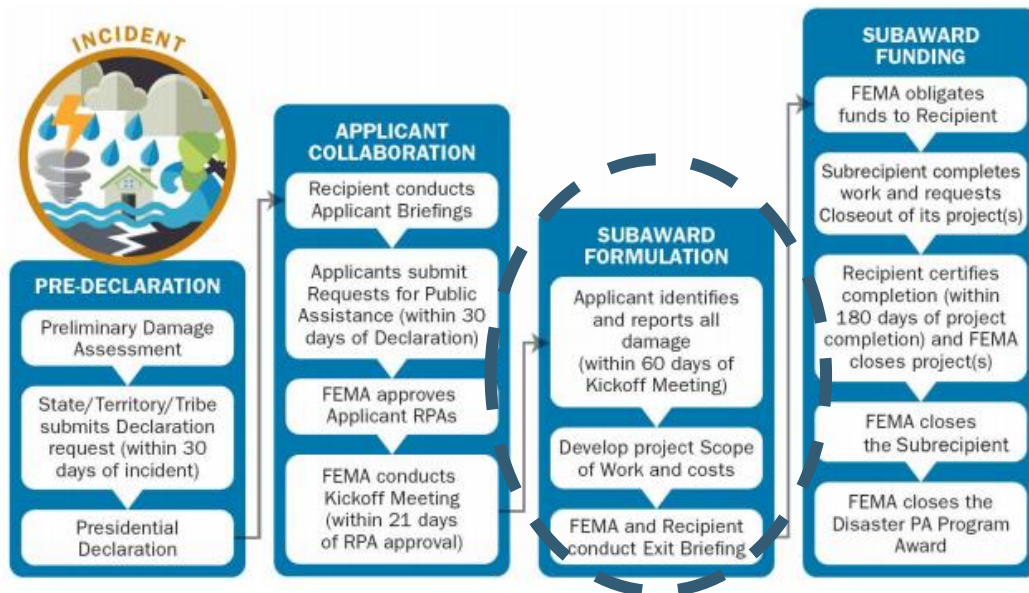 INCIDENT
PRE-DECLARATION
Preliminary Damage
Assessment
State/Territory/Tribe
submits Declaration
request (within 30
days of incident)
Presidential
Declaration
APPLICANT
COLLABORATION
Recipient conducts
Applicant Briefings
Applicants submit
Requests for Public
Assistance (within 30
days of Declaration)
FEMA approves
Applicant RPAs
FEMA conducts
Kickoff Meeting
(within 21 days
of RPA approval)
SUBAWARD
FORMULATION
Applicant identifies
and reports all
damage
(within 60 days of
Kickoff Meeting)
Develop project Scope
of Work and costs
FEMA and Recipient
conduct Exit Briefing
SUBAWARD
FUNDING
FEMA obligates
funds to Recipient
Subrecipient completes
work and requests
Closeout of its project(s)
Recipient certifies
completion (within
180 days of project
completion) and FEMA
closes project(s)
FEMA closes
the Subrecipient
FEMA closes the
Disaster PA Program
Award